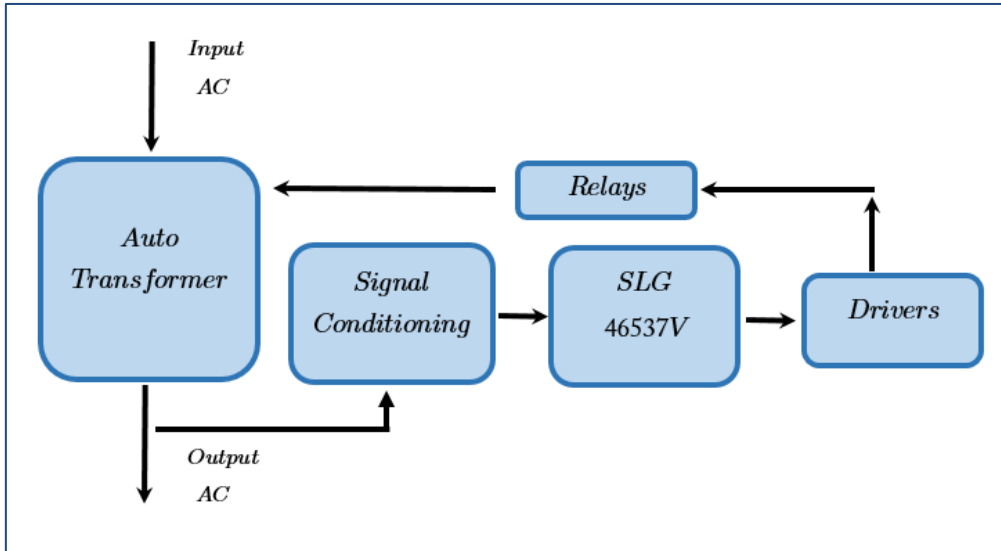 Input
AC
Relays
Auto
Transformer
Signal
Conditioning
SLG
46537V
Drivers
Output
AC